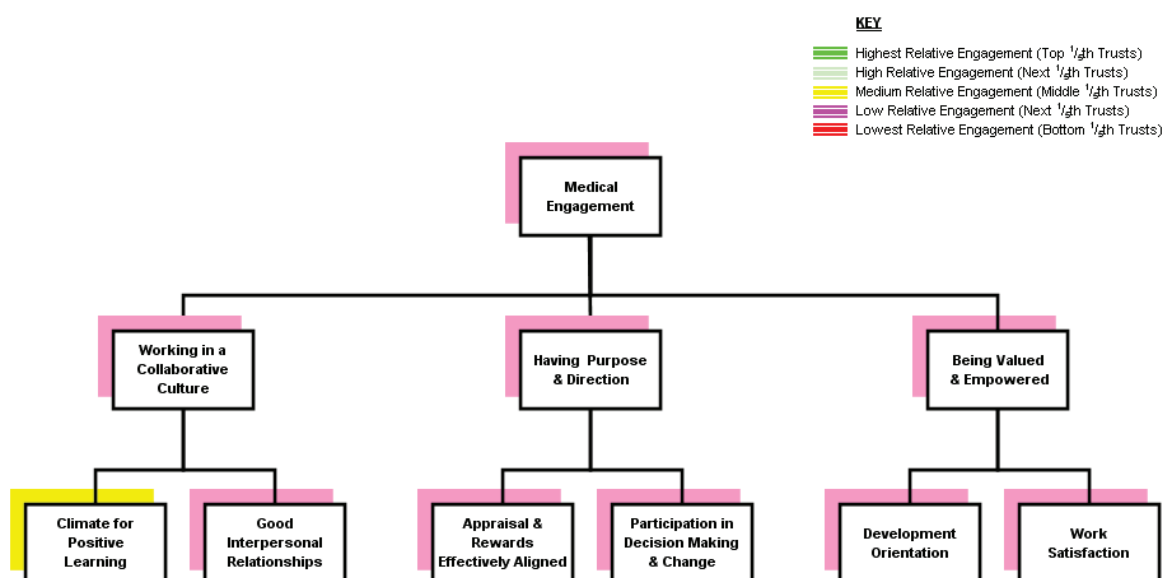 KEY
Highest Relative Engagement (Top 1/5th Trusts)
High Relative Engagement (Next 1/5th Trusts)
Medium Relative Engagement (Middle 1/5th Trusts)
Low Relative Engagement (Next 1/5th Trusts)
Lowest Relative Engagement (Bottom 1/5th Trusts)
Medical
Engagement
Working in a
Collaborative
Culture
Having Purpose
& Direction
Being Valued
& Empowered
Climate for
Positive
Learning
Good
Interpersonal
Relationships
Appraisal &
Rewards
Effectively Aligned
Participation in
Decision Making
& Change
Development
Orientation
Work
Satisfaction